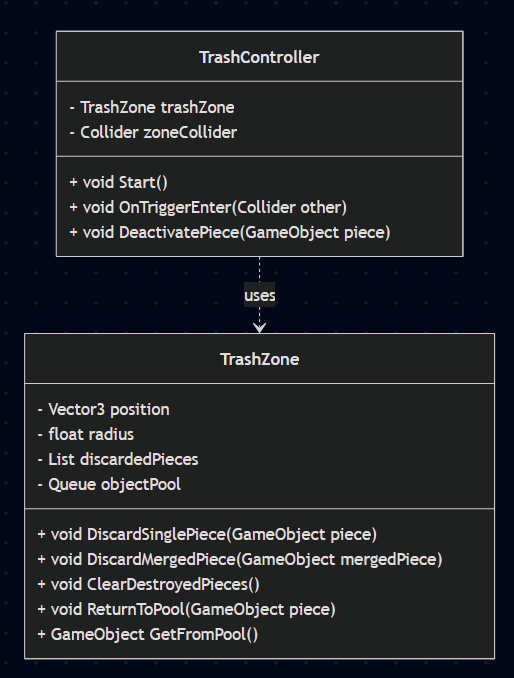 TrashController
- TrashZone trashZone
- Collider zoneCollider
+ void Start()
+ void OnTriggerEnter(Collider other)
+ void DeactivatePiece(GameObject piece)
uses
TrashZone
- Vector3 position
- float radius
- List discardedPieces
- Queue objectPool
+ void DiscardSinglePiece(GameObject piece)
+ void DiscardMergedPiece(GameObject mergedPiece)
+ void ClearDestroyedPieces()
+ void ReturnToPool(GameObject piece)
+ GameObject GetFromPool()